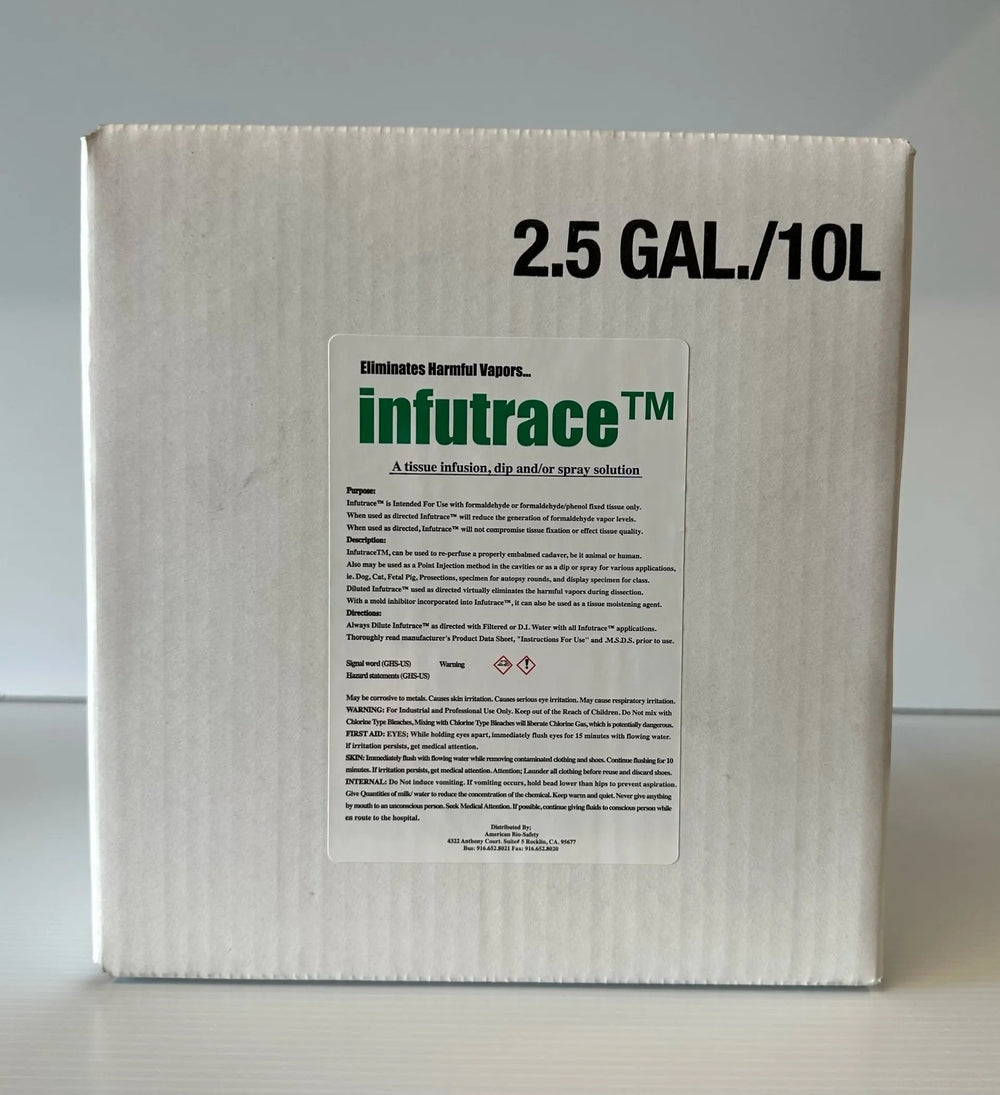 2.5 GAL./10L
Eliminates Harmful Vapors...
infutrace™
A tissue infusion, dip and/or spray solution
Purpose:
Infutrace™ is Intended For Use with formaldehyde or formaldehyde/phenol fixed tissue only.
When used as directed Infutrace™ will reduce the generation of formaldehyde vapor levels.
When used as directed, Infutrace™ will not compromise tissue fixation or effect tissue quality.
Description:
InfutraceTM, can be used to re-perfuse a properly embalmed cadaver, be it animal or human.
Also may be used as a Point Injection method in the cavities or as a dip or spray for various applications,
ie. Dog, Cat, Fetal Pig, Prosections, specimen for autopsy rounds, and display specimen for class.
Diluted Infutrace™ used as directed virtually eliminates the harmful vapors during dissection.
With a mold inhibitor incorporated into Infutrace™, it can also be used as a tissue moistening agent.
Directions:
Always Dilute Infutrace™ as directed with Filtered or D.I. Water with all Infutrace™ applications.
Thoroughly read manufacturer's Product Data Sheet, "Instructions For Use" and .M.S.D.S. prior to use.
Signal word (GHS-US) Warning
Hazard statements (GHS-US)
May be corrosive to metals. Causes skin irritation. Causes serious eye irritation. May cause respiratory irritation.
WARNING: For Industrial and Professional Use Only. Keep out of the Reach of Children. Do Not mix with
Chlorine Type Bleaches, Mixing with Chlorine Type Bleaches will liberate Chlorine Gas, which is potentially dangerous.
FIRST AID: EYES; While holding eyes apart, immediately flush eyes for 15 minutes with flowing water.
If irritation persists, get medical attention.
SKIN: Immediately flush with flowing water while removing contaminated clothing and shoes. Continue flushing for 10
minutes. If irritation persists, get medical attention. Attention; Launder all clothing before reuse and discard shoes.
INTERNAL: Do Not induce vomiting. If vomiting occurs, hold head lower than hips to prevent aspiration.
Give Quantities of milk/ water to reduce the concentration of the chemical. Keep warm and quiet. Never give anything
by mouth to an unconscious person. Seek Medical Attention. If possible, continue giving fluids to conscious person while
en route to the hospital.
Distributed By;
American Bio-Safety
4322 Anthony Court. Suite# 5 Rocklin, CA. 95677
Bus: 916.652.8021 Fax: 916.652.8020